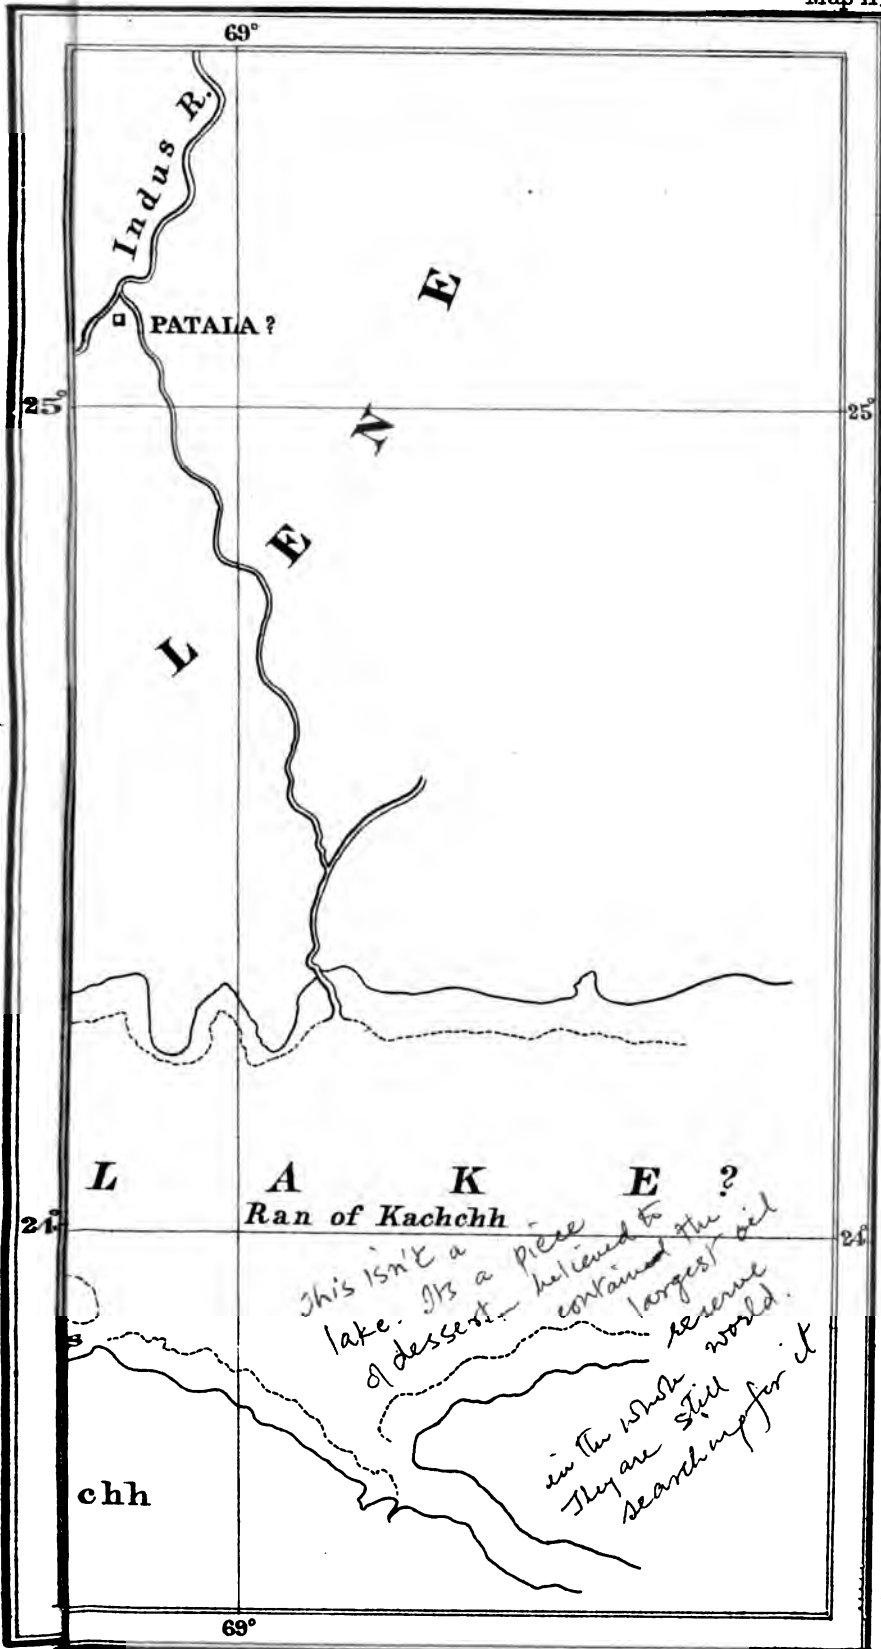 Map II
69°
Indus R.
PATALA ?
E
N
E
L
25°
25°
L A K E ?
Ran of Kachchh
24°
24°
This isn't a
lake. Its a piece
of dessert - believed to
contained the
largest oil
reserve
in the whole world.
They are still
searching for it
s
chh
69°